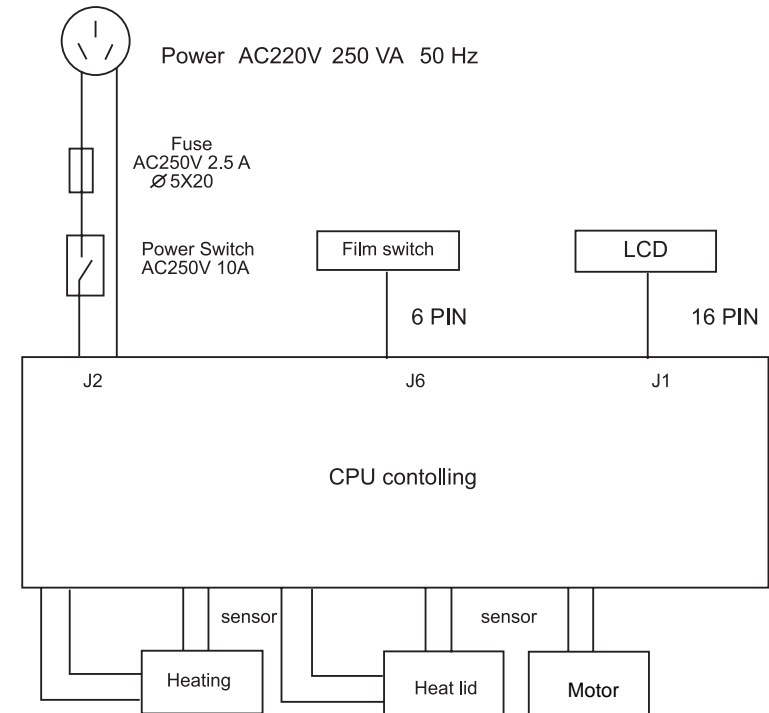 Power AC220V 250 VA 50 Hz
Fuse
AC250V 2.5 A
Ø 5X20
Power Switch
AC250V 10A
Film switch
LCD
6 PIN
16 PIN
J2
J6
J1
CPU contolling
sensor
sensor
Heating
Heat lid
Motor